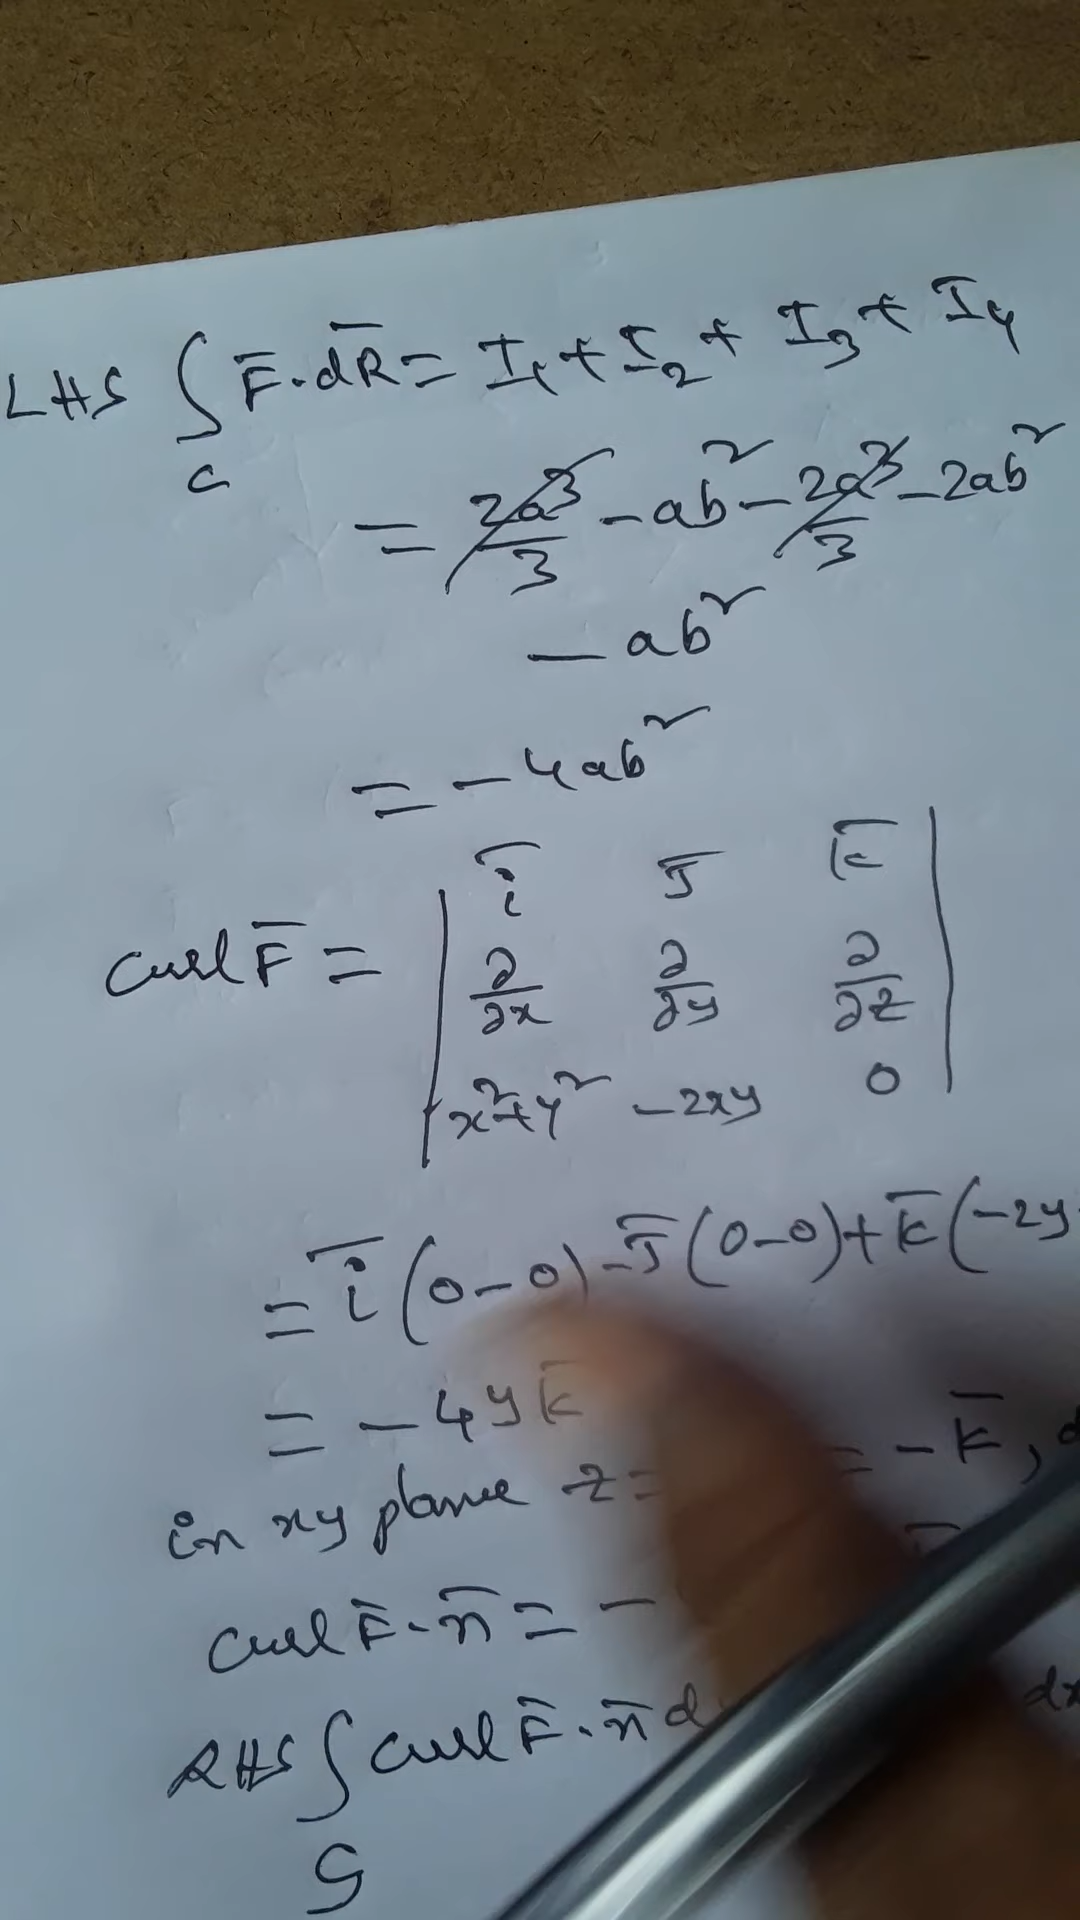 LHS ∫_C F̅·dR̅ = I₁ + I₂ + I₃ + I₄
= 2a³/3 - ab² - 2a³/3 - 2ab²
- ab²
= -4ab²
curl F̅ = | i̅ j̅ k̅ |
| ∂/∂x ∂/∂y ∂/∂z |
| x²+y² -2xy 0 |
= i̅(0-0) - j̅(0-0) + k̅(-2y
= -4y k̅
in xy plane z= = -k̅,
curl F̅·n̅ = -
RHS ∫_S curl F̅·n̅ d